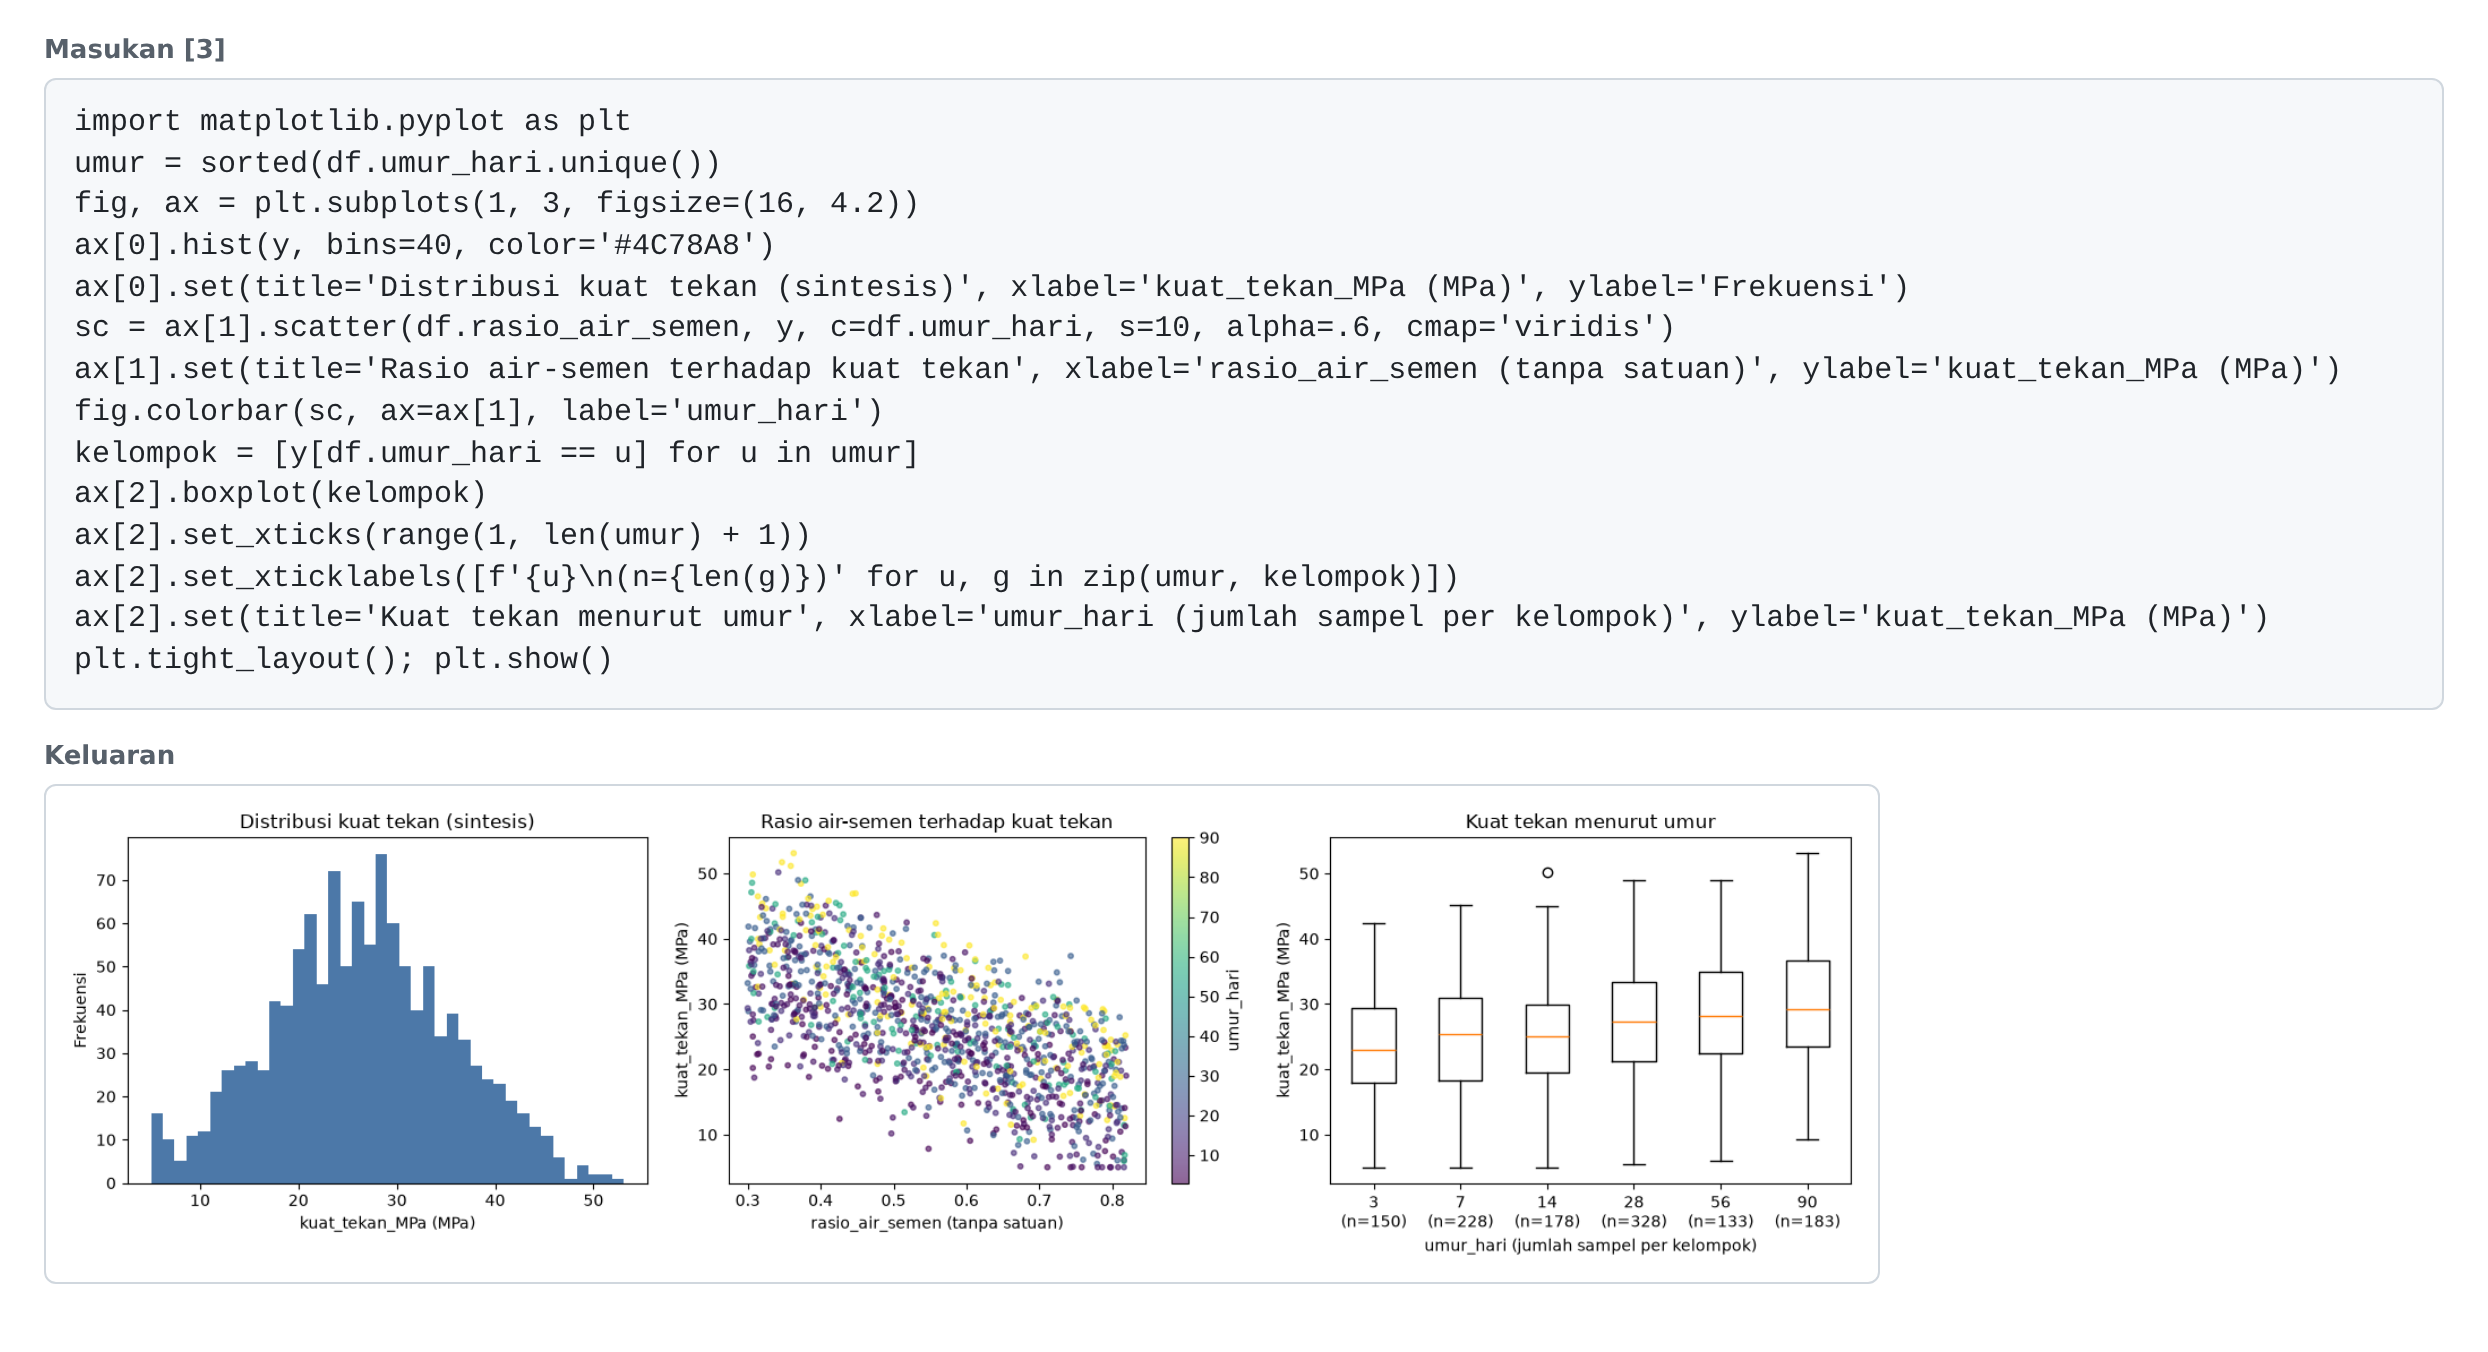 Masukan [3]
import matplotlib.pyplot as plt
umur = sorted(df.umur_hari.unique())
fig, ax = plt.subplots(1, 3, figsize=(16, 4.2))
ax[0].hist(y, bins=40, color='#4C78A8')
ax[0].set(title='Distribusi kuat tekan (sintesis)', xlabel='kuat_tekan_MPa (MPa)', ylabel='Frekuensi')
sc = ax[1].scatter(df.rasio_air_semen, y, c=df.umur_hari, s=10, alpha=.6, cmap='viridis')
ax[1].set(title='Rasio air-semen terhadap kuat tekan', xlabel='rasio_air_semen (tanpa satuan)', ylabel='kuat_tekan_MPa (MPa)')
fig.colorbar(sc, ax=ax[1], label='umur_hari')
kelompok = [y[df.umur_hari == u] for u in umur]
ax[2].boxplot(kelompok)
ax[2].set_xticks(range(1, len(umur) + 1))
ax[2].set_xticklabels([f'{u}\n(n={len(g)})' for u, g in zip(umur, kelompok)])
ax[2].set(title='Kuat tekan menurut umur', xlabel='umur_hari (jumlah sampel per kelompok)', ylabel='kuat_tekan_MPa (MPa)')
plt.tight_layout(); plt.show()
Keluaran
Distribusi kuat tekan (sintesis)
Frekuensi
70
60
50
40
30
20
10
0
10 20 30 40 50
kuat_tekan_MPa (MPa)
Rasio air-semen terhadap kuat tekan
kuat_tekan_MPa (MPa)
50
40
30
20
10
0.3 0.4 0.5 0.6 0.7 0.8
rasio_air_semen (tanpa satuan)
90
80
70
60
50
40
30
20
10
umur_hari
Kuat tekan menurut umur
kuat_tekan_MPa (MPa)
50
40
30
20
10
3 7 14 28 56 90
(n=150) (n=228) (n=178) (n=328) (n=133) (n=183)
umur_hari (jumlah sampel per kelompok)